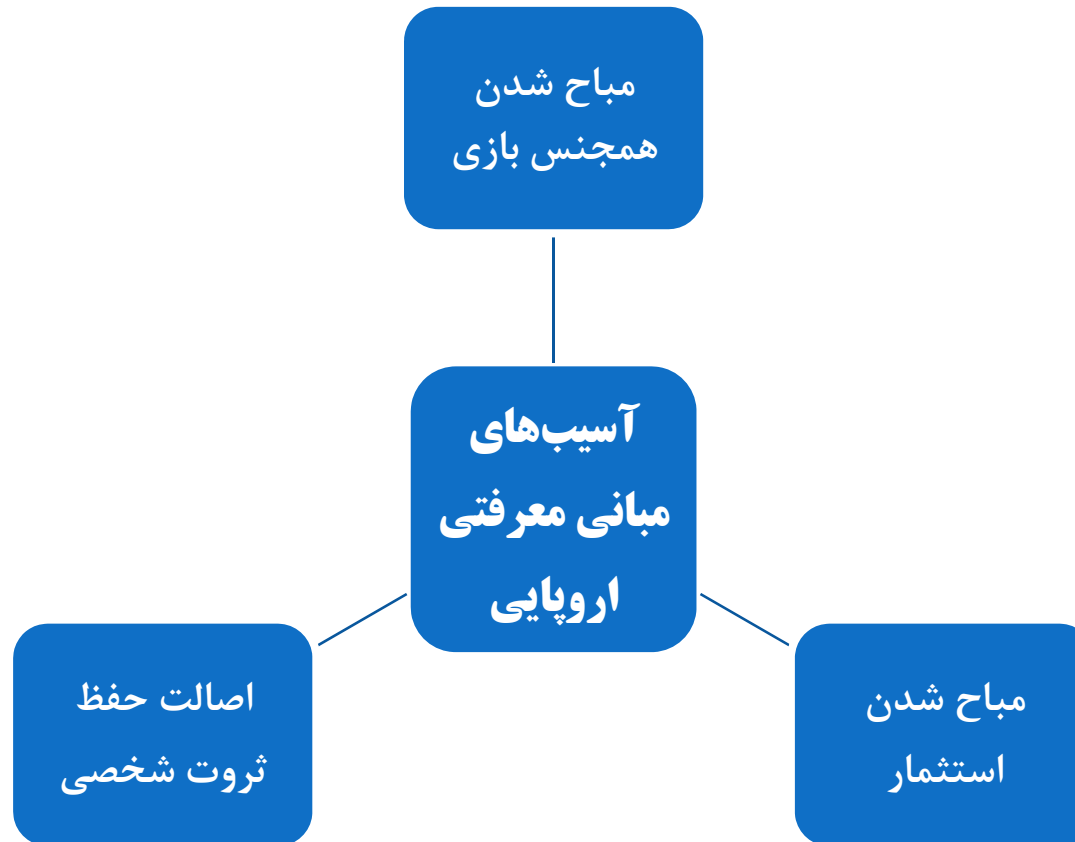 مباح شدن
همجنس بازی
آسیب‌های
مبانی معرفتی
اروپایی
مباح شدن
استثمار
اصالت حفظ
ثروت شخصی